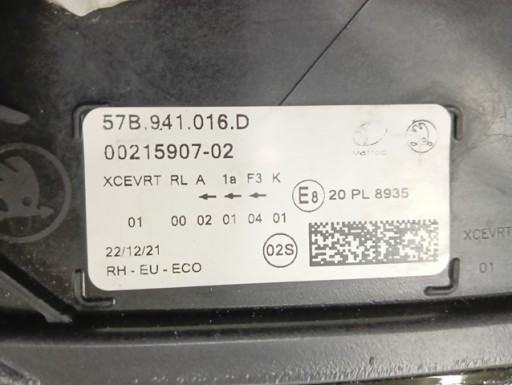 57B.941.016.D
00215907-02
varroc
XCEVRT RL A 1a F3 K
← ← ←
E8 20 PL 8935
01 00 02 01 04 01
22/12/21
02S
RH - EU - ECO
XCEVRT
01